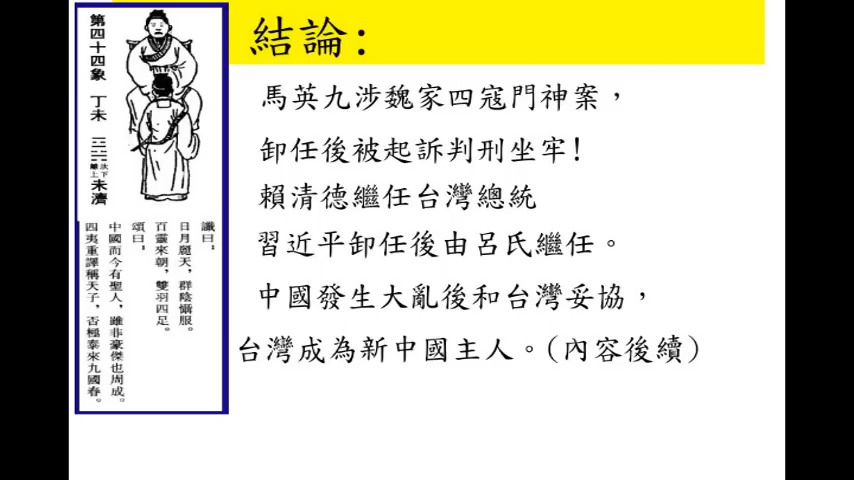 第四十四象 丁未 ䷿ 坎下離上 未濟
讖曰。
日月麗天，群陰懾服。
百靈來朝，雙羽四足。
頌曰。
中國而今有聖人，雖非豪傑也周成。
四夷重譯稱天子，否極泰來九國春。
結論：
馬英九涉魏家四寇門神案，
卸任後被起訴判刑坐牢！
賴清德繼任台灣總統
習近平卸任後由呂氏繼任。
中國發生大亂後和台灣妥協，
台灣成為新中國主人。(內容後續)